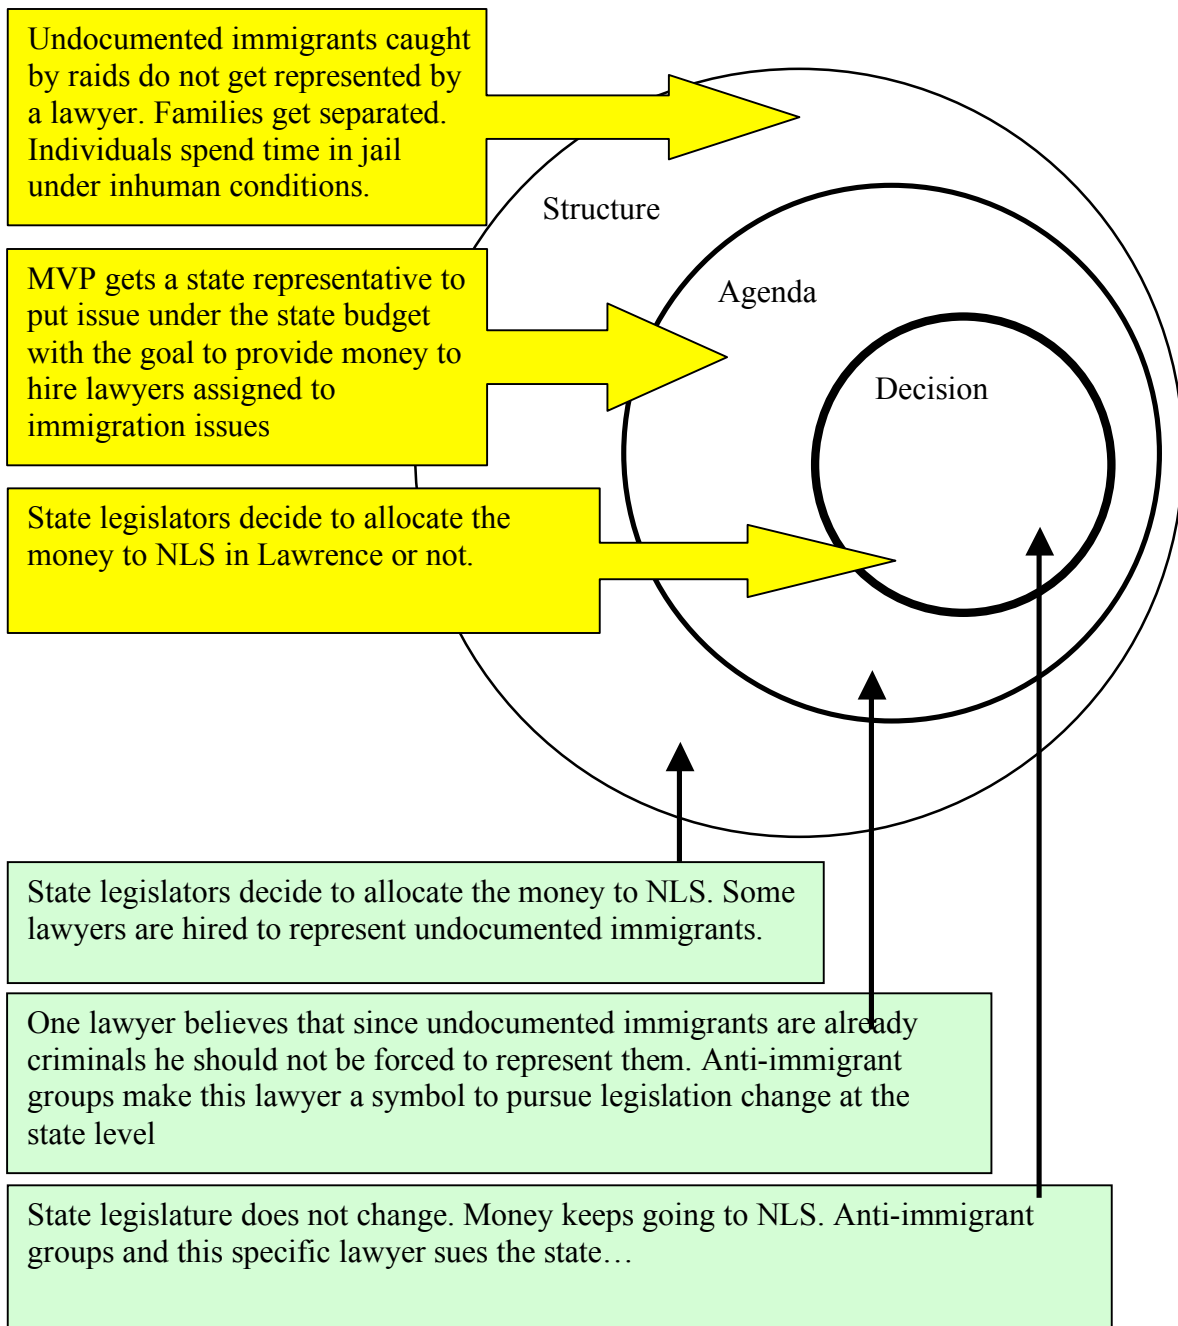 Undocumented immigrants caught
by raids do not get represented by
a lawyer. Families get separated.
Individuals spend time in jail
under inhuman conditions.
Structure
MVP gets a state representative to
put issue under the state budget
with the goal to provide money to
hire lawyers assigned to
immigration issues
Agenda
Decision
State legislators decide to allocate the
money to NLS in Lawrence or not.
State legislators decide to allocate the money to NLS. Some
lawyers are hired to represent undocumented immigrants.
One lawyer believes that since undocumented immigrants are already
criminals he should not be forced to represent them. Anti-immigrant
groups make this lawyer a symbol to pursue legislation change at the
state level
State legislature does not change. Money keeps going to NLS. Anti-immigrant
groups and this specific lawyer sues the state…